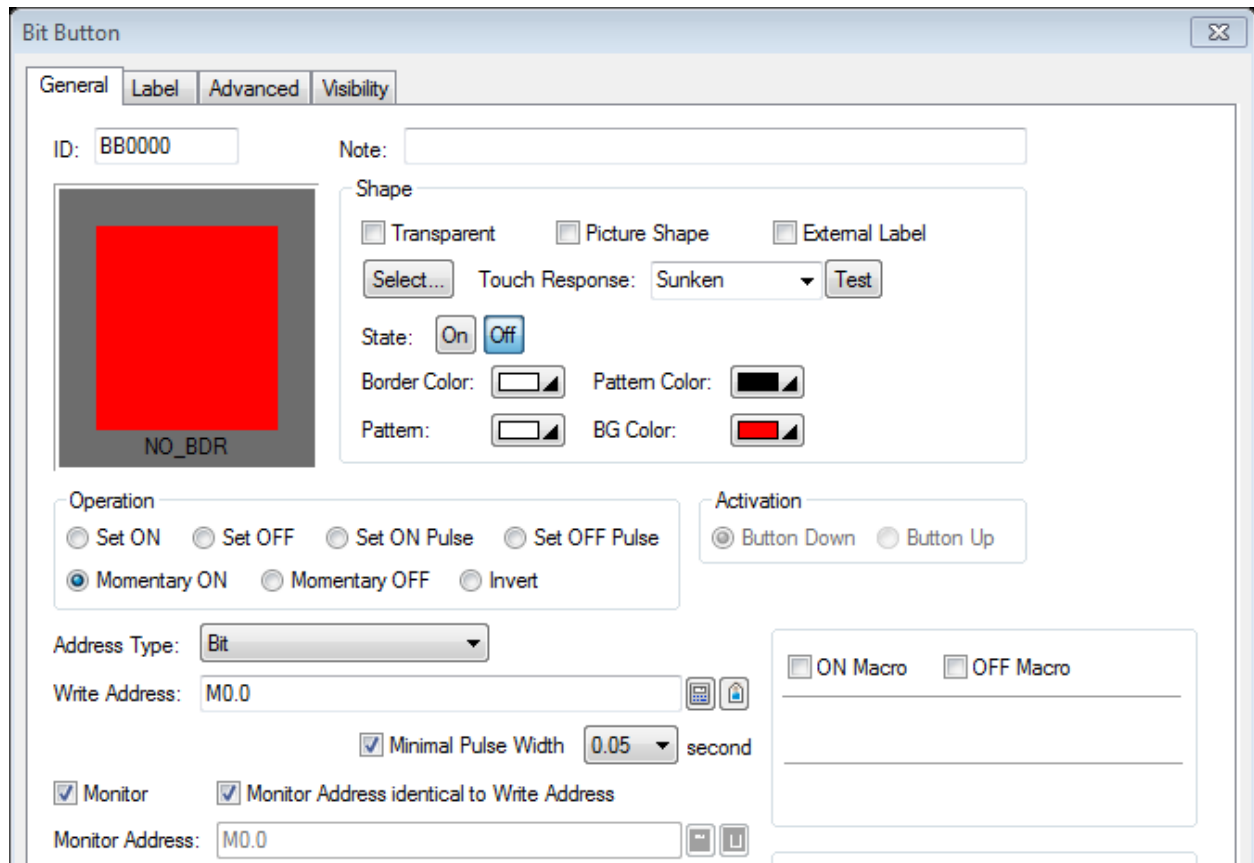 Bit Button
General Label Advanced Visibility
ID: BB0000 Note:
Shape
Transparent Picture Shape External Label
Select... Touch Response: Sunken Test
State: On Off
Border Color: Pattern Color:
Pattern: BG Color:
NO_BDR
Operation
Set ON Set OFF Set ON Pulse Set OFF Pulse
Momentary ON Momentary OFF Invert
Activation
Button Down Button Up
Address Type: Bit
Write Address: M0.0
Minimal Pulse Width 0.05 second
Monitor Monitor Address identical to Write Address
Monitor Address: M0.0
ON Macro OFF Macro